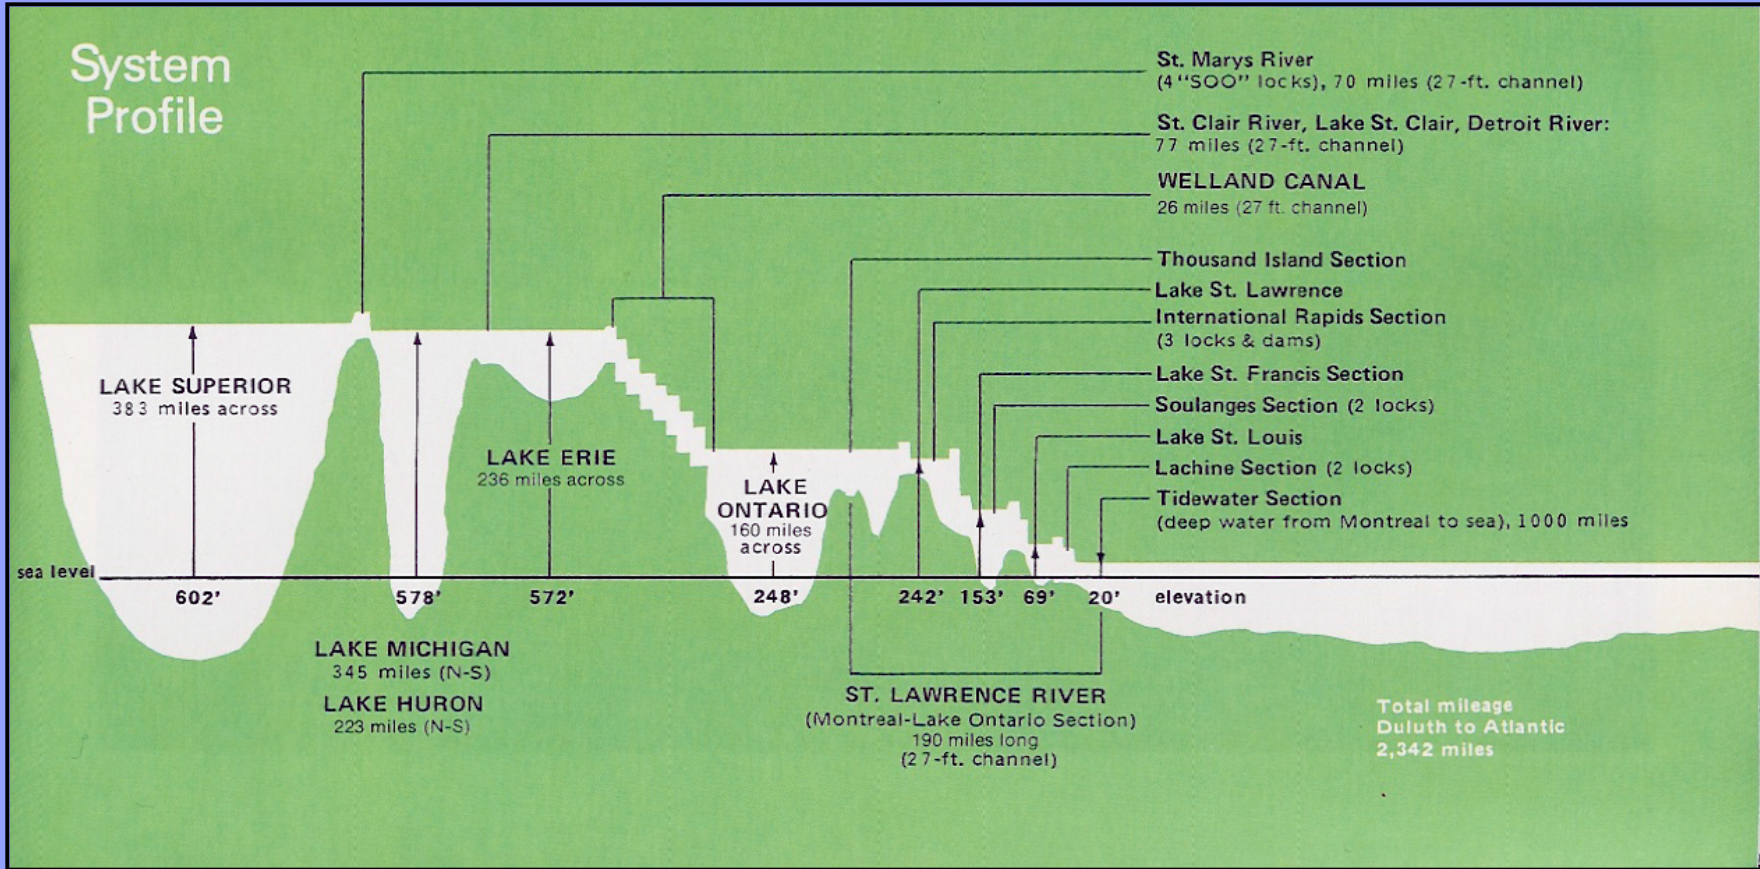 System
Profile
St. Marys River
(4 "SOO" locks), 70 miles (27-ft. channel)
St. Clair River, Lake St. Clair, Detroit River:
77 miles (27-ft. channel)
WELLAND CANAL
26 miles (27 ft. channel)
Thousand Island Section
Lake St. Lawrence
International Rapids Section
(3 locks & dams)
Lake St. Francis Section
Soulanges Section (2 locks)
Lake St. Louis
Lachine Section (2 locks)
Tidewater Section
(deep water from Montreal to sea), 1000 miles
LAKE SUPERIOR
383 miles across
LAKE ERIE
236 miles across
LAKE
ONTARIO
160 miles
across
sea level
602' 578' 572' 248' 242' 153' 69' 20' elevation
LAKE MICHIGAN
345 miles (N-S)
LAKE HURON
223 miles (N-S)
ST. LAWRENCE RIVER
(Montreal-Lake Ontario Section)
190 miles long
(27-ft. channel)
Total mileage
Duluth to Atlantic
2,342 miles